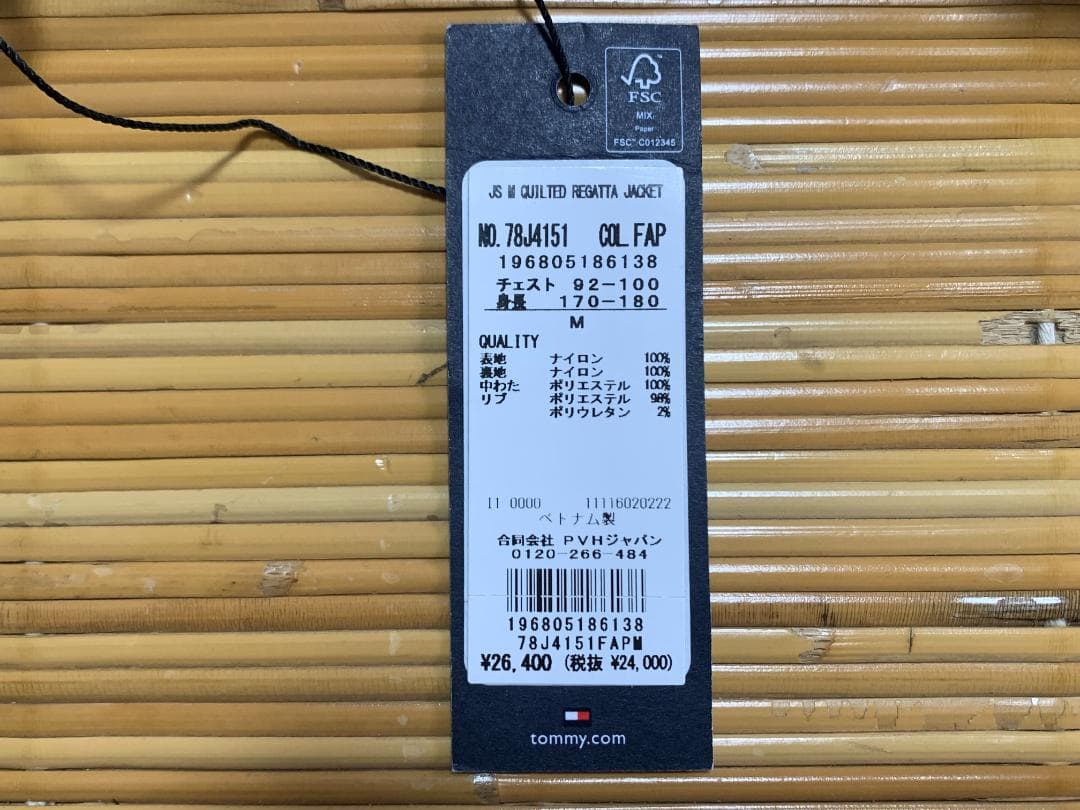 FSC
MIX
Paper
FSC™ C012345
JS M QUILTED REGATTA JACKET
NO. 78J4151 COL. FAP
196805186138
チェスト 92-100
身長 170-180
M
QUALITY
表地 ナイロン 100%
裏地 ナイロン 100%
中わた ポリエステル 100%
リブ ポリエステル 98%
ポリウレタン 2%
II 0000 11116020222
ベトナム製
合同会社 PVHジャパン
0120-266-484
196805186138
78J4151FAPM
¥26,400 (税抜 ¥24,000)
tommy.com